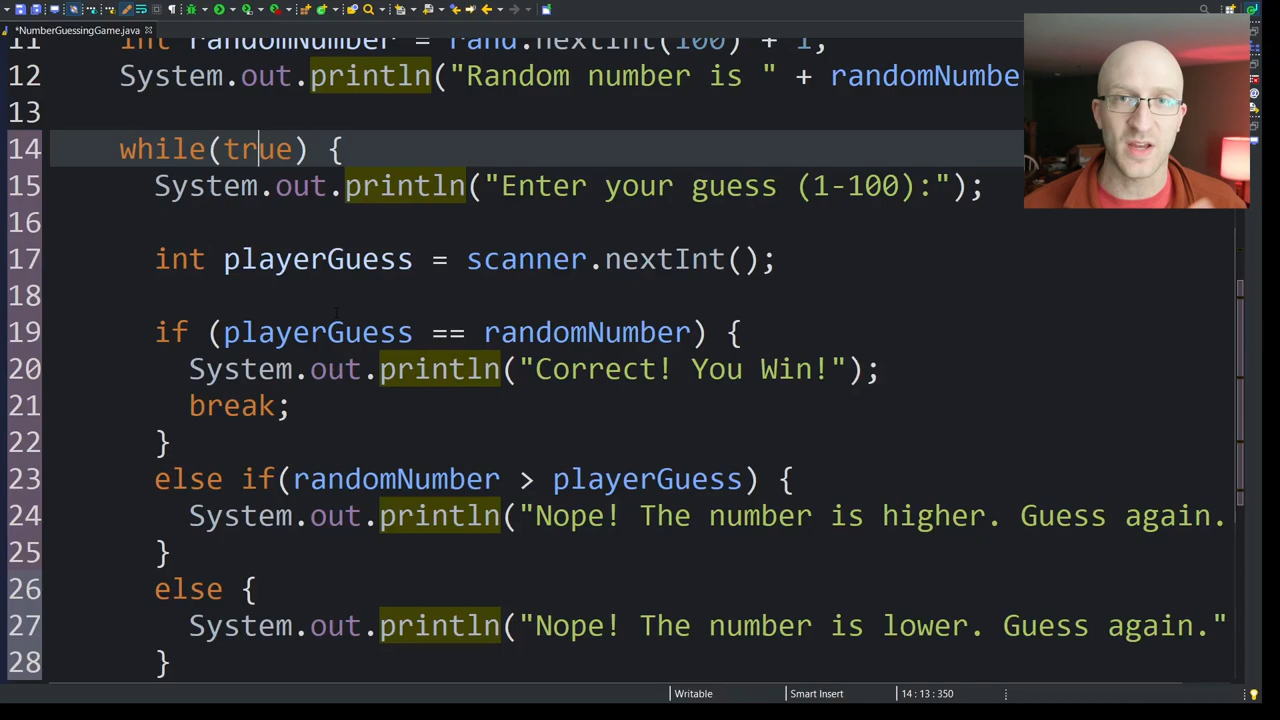 *NumberGuessingGame.java
11 int randomNumber = rand.nextInt(100) + 1;
12 System.out.println("Random number is " + randomNumbe
13
14 while(true) {
15 System.out.println("Enter your guess (1-100):");
16
17 int playerGuess = scanner.nextInt();
18
19 if (playerGuess == randomNumber) {
20 System.out.println("Correct! You Win!");
21 break;
22 }
23 else if(randomNumber > playerGuess) {
24 System.out.println("Nope! The number is higher. Guess again.
25 }
26 else {
27 System.out.println("Nope! The number is lower. Guess again."
28 }
Writable Smart Insert 14 : 13 : 350